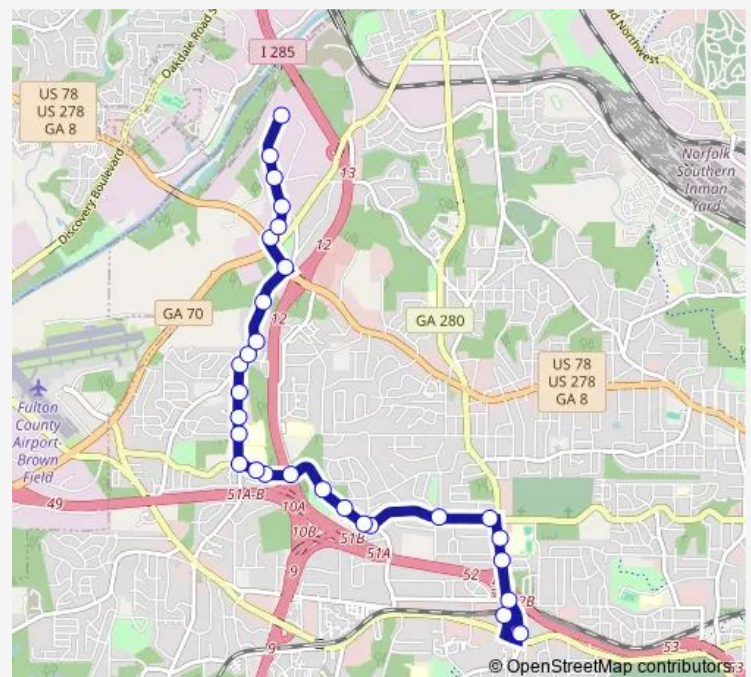 Oakdale Road S
I 285
US 78
US 278
GA 8
Discovery Boulevard
13
Norfolk
Southern
Inman
Yard
12
GA 70
12
GA 280
US 78
US 278
GA 8
Fulton
County
Airport-
Brown
Field
49
51A-B
10A
10B
51B
51A
9
52
2B
53
53
9
© OpenStreetMap contributors